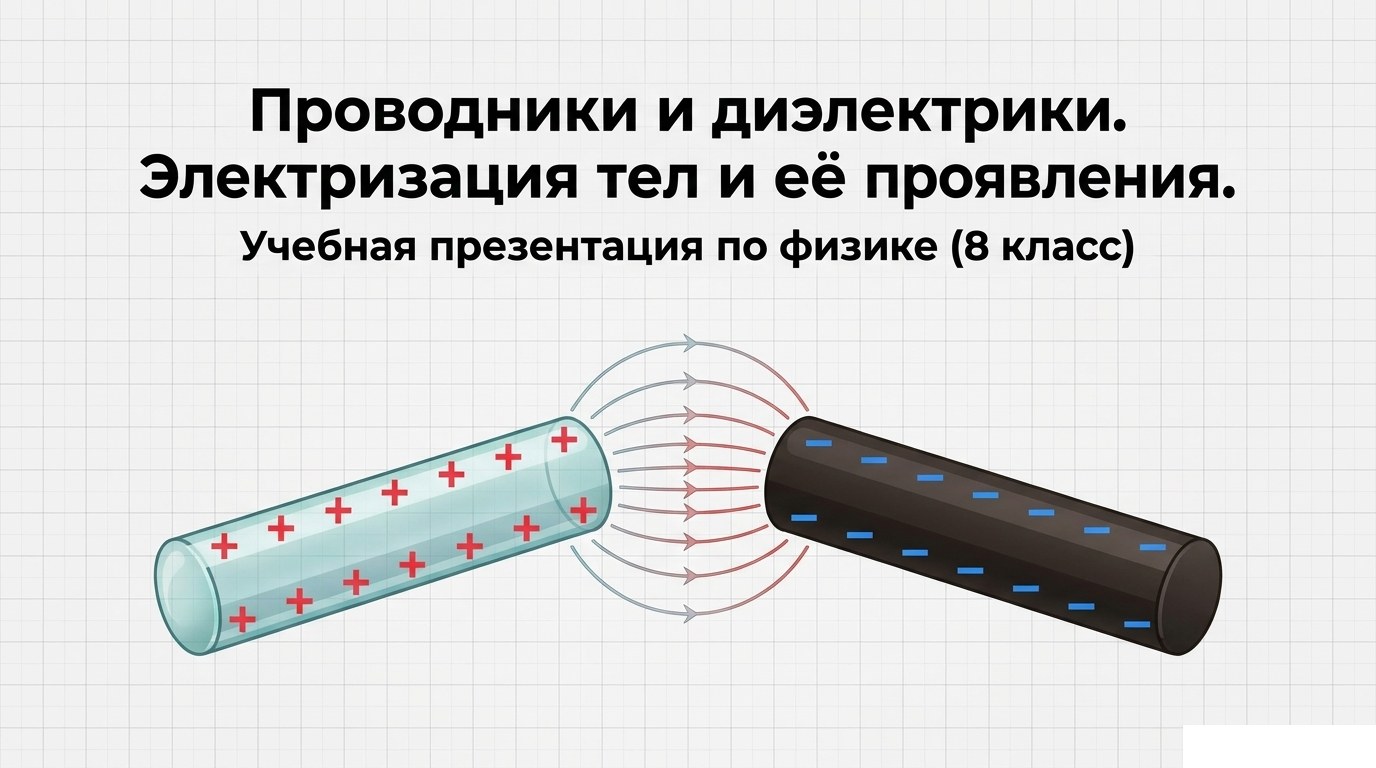 Проводники и диэлектрики.
Электризация тел и её проявления.
Учебная презентация по физике (8 класс)